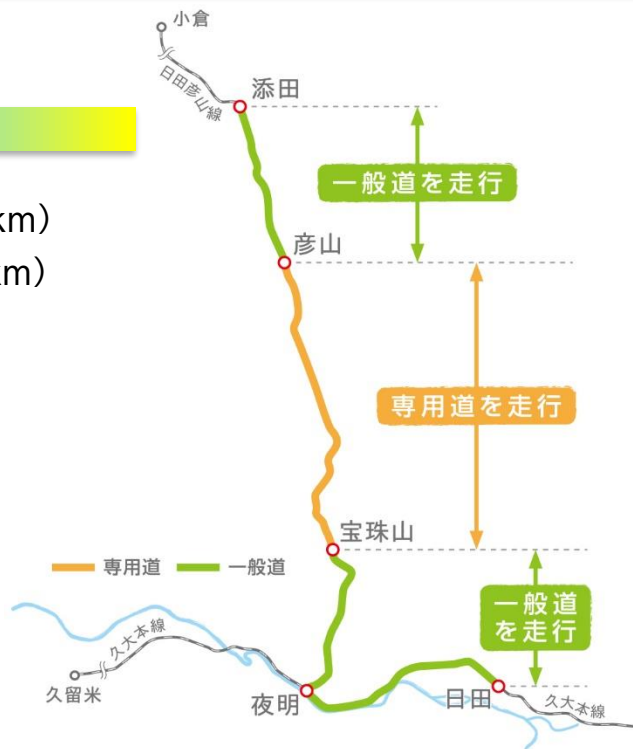 小倉
日田彦山線
添田
一般道を走行
km）
彦山
km）
専用道を走行
宝珠山
専用道 一般道
一般道
を走行
久大本線
久留米
夜明
日田
久大本線